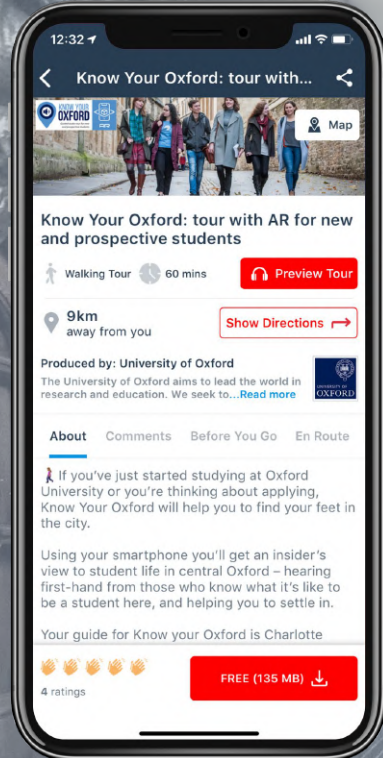 12:32
Know Your Oxford: tour with...
KNOW YOUR
OXFORD
Map
Know Your Oxford: tour with AR for new
and prospective students
Walking Tour 60 mins Preview Tour
9km
away from you
Show Directions
Produced by: University of Oxford
The University of Oxford aims to lead the world in
research and education. We seek to...Read more
UNIVERSITY OF
OXFORD
About Comments Before You Go En Route
If you've just started studying at Oxford
University or you're thinking about applying,
Know Your Oxford will help you to find your feet in
the city.
Using your smartphone you'll get an insider's
view to student life in central Oxford – hearing
first-hand from those who know what it's like to
be a student here, and helping you to settle in.
Your guide for Know your Oxford is Charlotte
4 ratings
FREE (135 MB)